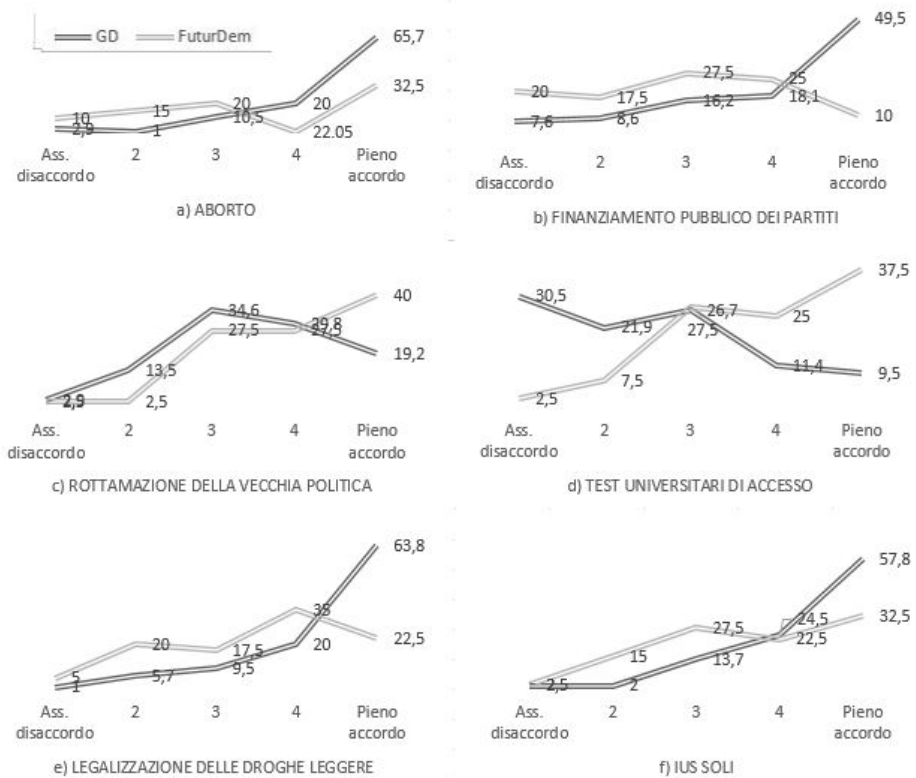 GD FuturDem
65,7
32,5
10 15 20 20
2,9 1 10,5 22.05
Ass. disaccordo 2 3 4 Pieno accordo
a) ABORTO
49,5
20 17,5 27,5 25
7,6 8,6 16,2 18,1 10
Ass. disaccordo 2 3 4 Pieno accordo
b) FINANZIAMENTO PUBBLICO DEI PARTITI
40
34,6 29,8
27,5 27,5 19,2
13,5
2,5
Ass. disaccordo 2 3 4 Pieno accordo
c) ROTTAMAZIONE DELLA VECCHIA POLITICA
37,5
30,5 21,9 26,7 25
27,5 11,4 9,5
2,5 7,5
Ass. disaccordo 2 3 4 Pieno accordo
d) TEST UNIVERSITARI DI ACCESSO
63,8
35
5 20 17,5 20 22,5
1 5,7 9,5
Ass. disaccordo 2 3 4 Pieno accordo
e) LEGALIZZAZIONE DELLE DROGHE LEGGERE
57,8
27,5 24,5 32,5
15 13,7 22,5
2,5 2
Ass. disaccordo 2 3 4 Pieno accordo
f) IUS SOLI